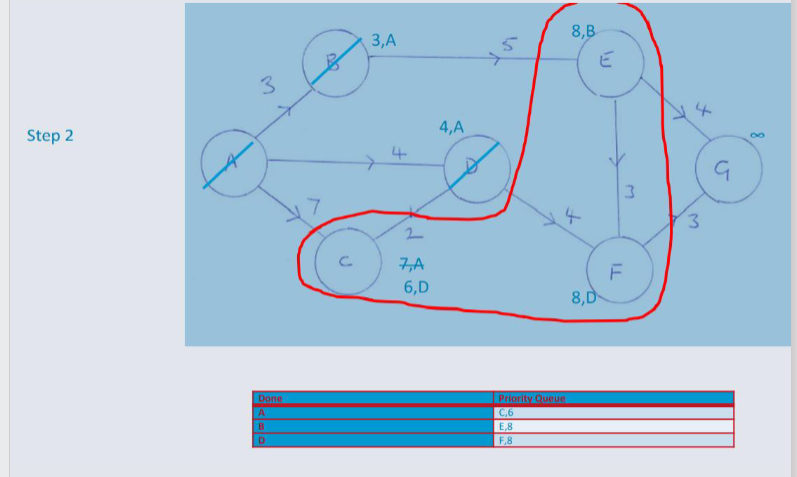 Step 2
3,A
5
8,B
B
E
3
4
4,A
∞
A
4
D
G
7
4
3
3
2
C
7,A
F
6,D
8,D
Done Priority Queue
A C,6
B E,8
D F,8